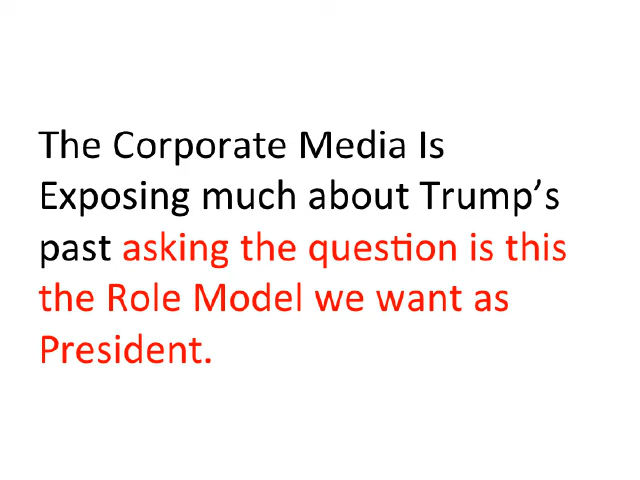 The Corporate Media Is
Exposing much about Trump’s
past asking the question is this
the Role Model we want as
President.